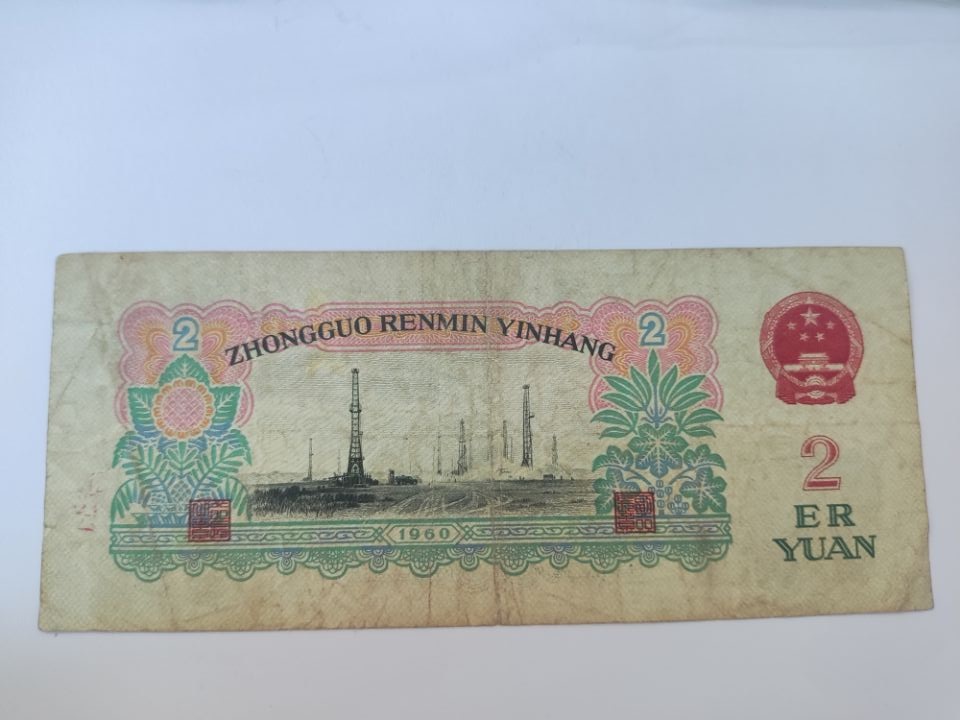 2
2
ZHONGGUO RENMIN YINHANG
2
ER
YUAN
1960